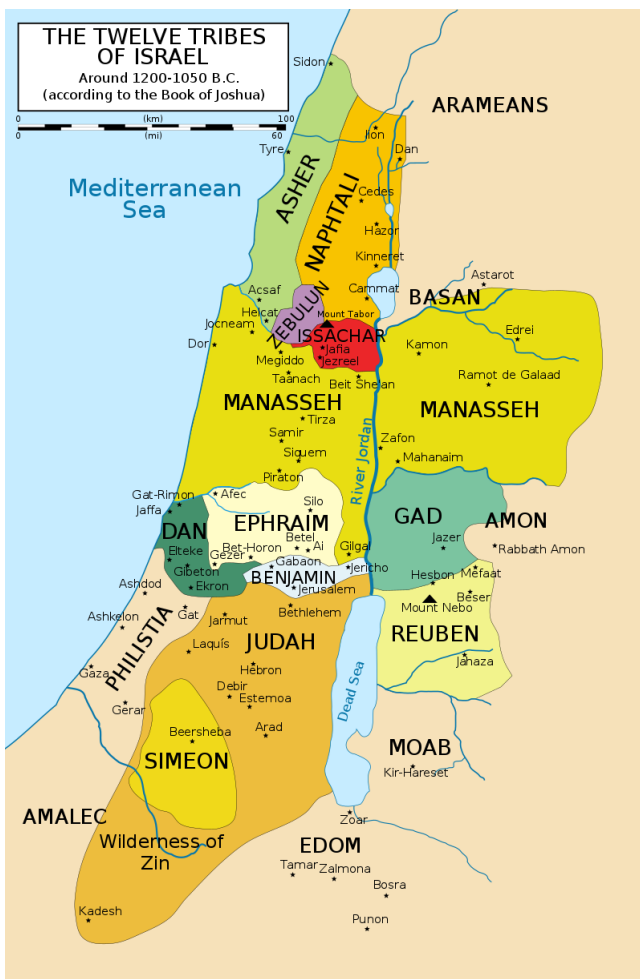 THE TWELVE TRIBES
OF ISRAEL
Around 1200-1050 B.C.
(according to the Book of Joshua)
0 (km) 100
0 (mi) 60
Sidon
ARAMEANS
Ilon
Tyre
Dan
Mediterranean
Sea
ASHER
NAPHTALI
Cedes
Hazor
Kinneret
Astarot
Acsaf
Cammat
BASAN
Helcat
ZEBULUN
Mount Tabor
Jocneam
ISSACHAR
Edrei
Dor
Jafia
Kamon
Megiddo
Jezreel
Taanach
Beit Shean
Ramot de Galaad
MANASSEH
MANASSEH
Tirza
Samir
River Jordan
Zafon
Siquem
Mahanaim
Piraton
Gat-Rimon
Afec
Jaffa
Silo
DAN
EPHRAIM
GAD
AMON
Betel
Jazer
Elteke
Bet-Horon
Ai
Gilgal
Rabbath Amon
Gezer
Gabaon
Jericho
Mefaat
Gibeton
BENJAMIN
Hesbon
Ashdod
Ekron
Jerusalem
Beser
Gat
Bethlehem
Mount Nebo
Ashkelon
Jarmut
PHILISTIA
JUDAH
REUBEN
Laquís
Jahaza
Gaza
Hebron
Debir
Dead Sea
Gerar
Estemoa
Beersheba
Arad
MOAB
SIMEON
Kir-Hareset
AMALEC
Zoar
Wilderness of
Zin
EDOM
Tamar
Zalmona
Bosra
Kadesh
Punon